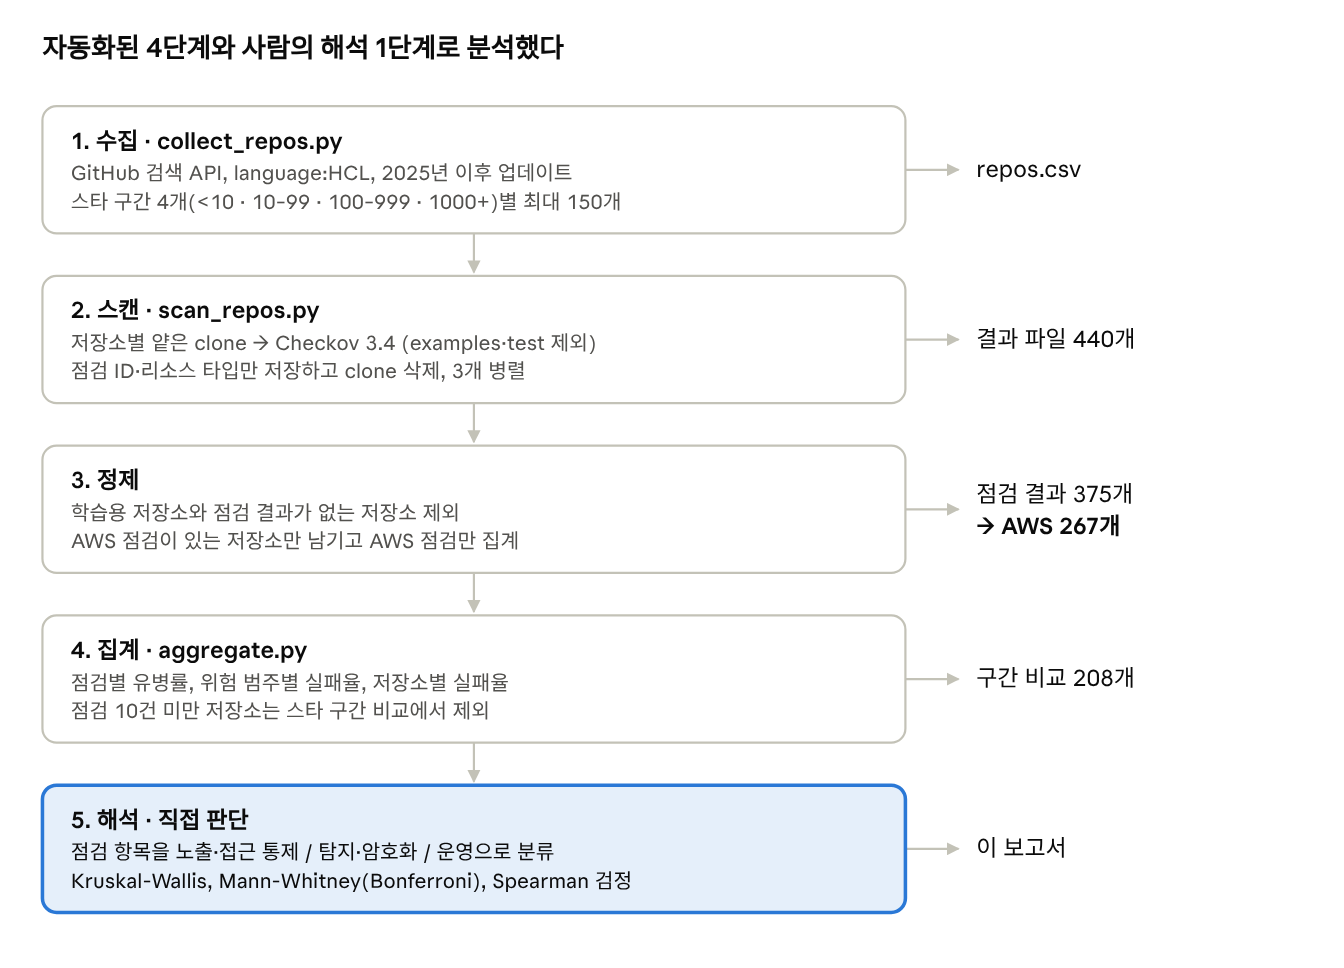 자동화된 4단계와 사람의 해석 1단계로 분석했다
1. 수집 · collect_repos.py
GitHub 검색 API, language:HCL, 2025년 이후 업데이트
스타 구간 4개(<10 · 10–99 · 100–999 · 1000+)별 최대 150개
repos.csv
2. 스캔 · scan_repos.py
저장소별 얕은 clone → Checkov 3.4 (examples·test 제외)
점검 ID·리소스 타입만 저장하고 clone 삭제, 3개 병렬
결과 파일 440개
3. 정제
학습용 저장소와 점검 결과가 없는 저장소 제외
AWS 점검이 있는 저장소만 남기고 AWS 점검만 집계
점검 결과 375개
→ AWS 267개
4. 집계 · aggregate.py
점검별 유병률, 위험 범주별 실패율, 저장소별 실패율
점검 10건 미만 저장소는 스타 구간 비교에서 제외
구간 비교 208개
5. 해석 · 직접 판단
점검 항목을 노출·접근 통제 / 탐지·암호화 / 운영으로 분류
Kruskal-Wallis, Mann-Whitney(Bonferroni), Spearman 검정
이 보고서